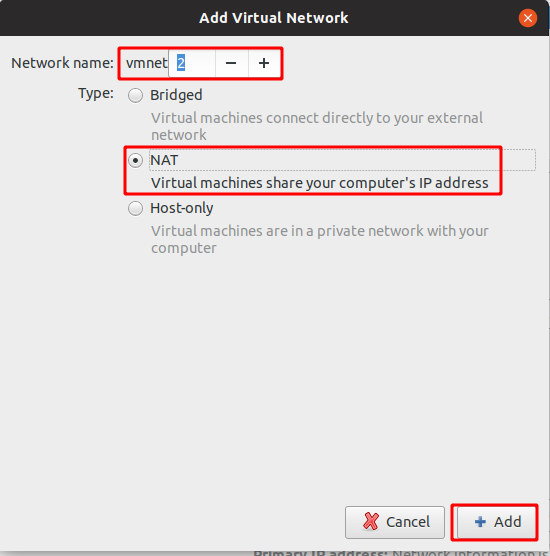 Add Virtual Network
Network name: vmnet 2
Type: Bridged
Virtual machines connect directly to your external
network
NAT
Virtual machines share your computer's IP address
Host-only
Virtual machines are in a private network with your
computer
Cancel Add
Primary IP address: Network information is